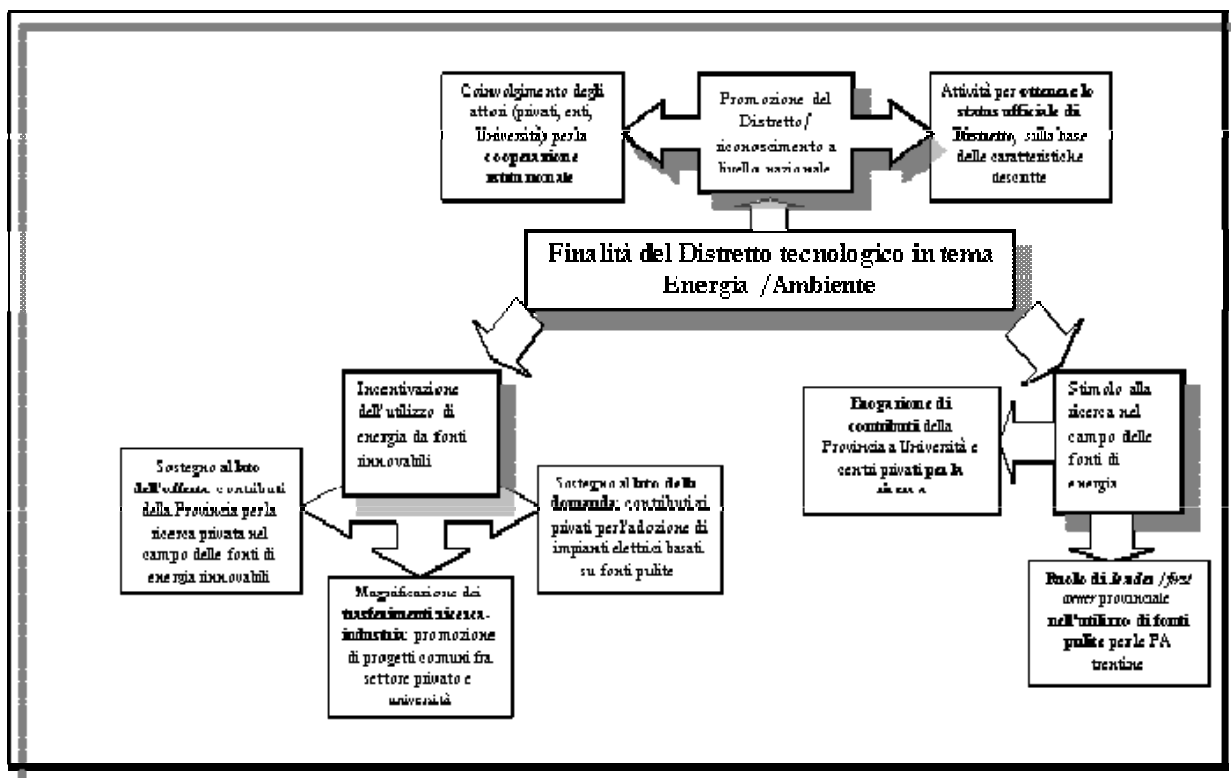 Coinvolgimento degli
attori (privati, enti,
Università) per la
cooperazione
istituzionale
Promozione del
Distretto/
riconoscimento a
livello nazionale
Attività per ottenere lo
status ufficiale di
Distretto, sulla base
delle caratteristiche
descritte
Finalità del Distretto tecnologico in tema
Energia /Ambiente
Incentivazione
dell'utilizzo di
energia da fonti
rinnovabili
Sostegno al lato
dell'offerta: contributi
della Provincia per la
ricerca privata nel
campo delle fonti di
energia rinnovabili
Magnificazione dei
trasferimenti ricerca-
industria: promozione
di progetti comuni fra
settore privato e
università
Sostegno al lato della
domanda: contributi ai
privati per l'adozione di
impianti elettrici basati
su fonti pulite
Erogazione di
contributi della
Provincia a Università e
centri privati per la
ricerca
Stimolo alla
ricerca nel
campo delle
fonti di
energia
Ruolo di leader /first
mover provinciale
nell'utilizzo di fonti
pulite per le PA
trentine